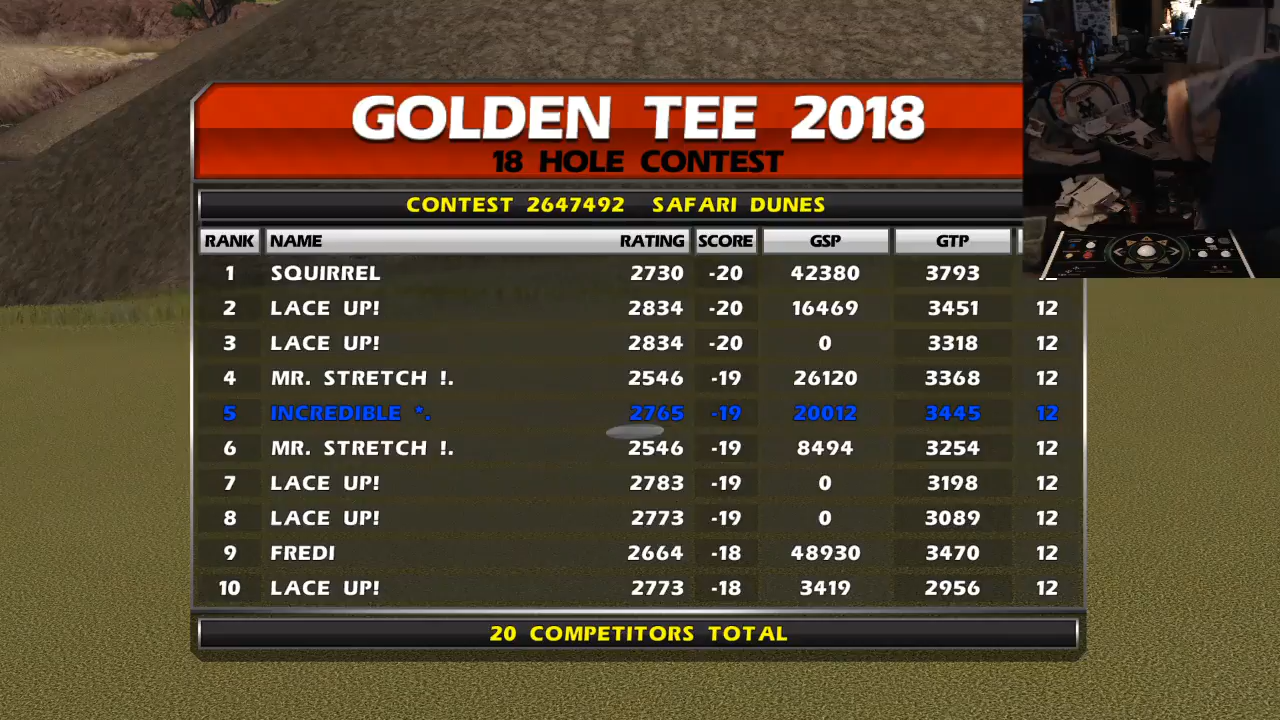 GOLDEN TEE 2018
18 HOLE CONTEST
CONTEST 2647492 SAFARI DUNES
RANK NAME RATING SCORE GSP GTP
1 SQUIRREL 2730 -20 42380 3793
2 LACE UP! 2834 -20 16469 3451 12
3 LACE UP! 2834 -20 0 3318 12
4 MR. STRETCH !. 2546 -19 26120 3368 12
5 INCREDIBLE *. 2765 -19 20012 3445 12
6 MR. STRETCH !. 2546 -19 8494 3254 12
7 LACE UP! 2783 -19 0 3198 12
8 LACE UP! 2773 -19 0 3089 12
9 FREDI 2664 -18 48930 3470 12
10 LACE UP! 2773 -18 3419 2956 12
20 COMPETITORS TOTAL